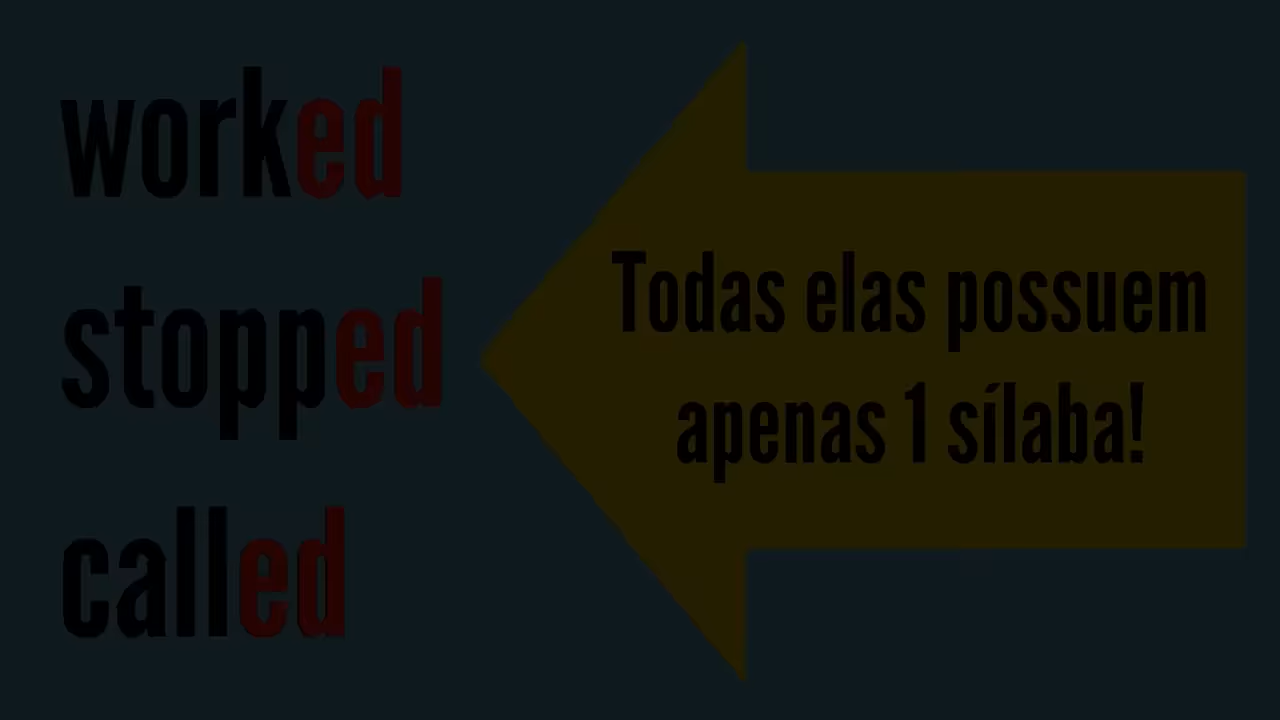 worked
stopped
called
Todas elas possuem
apenas 1 sílaba!